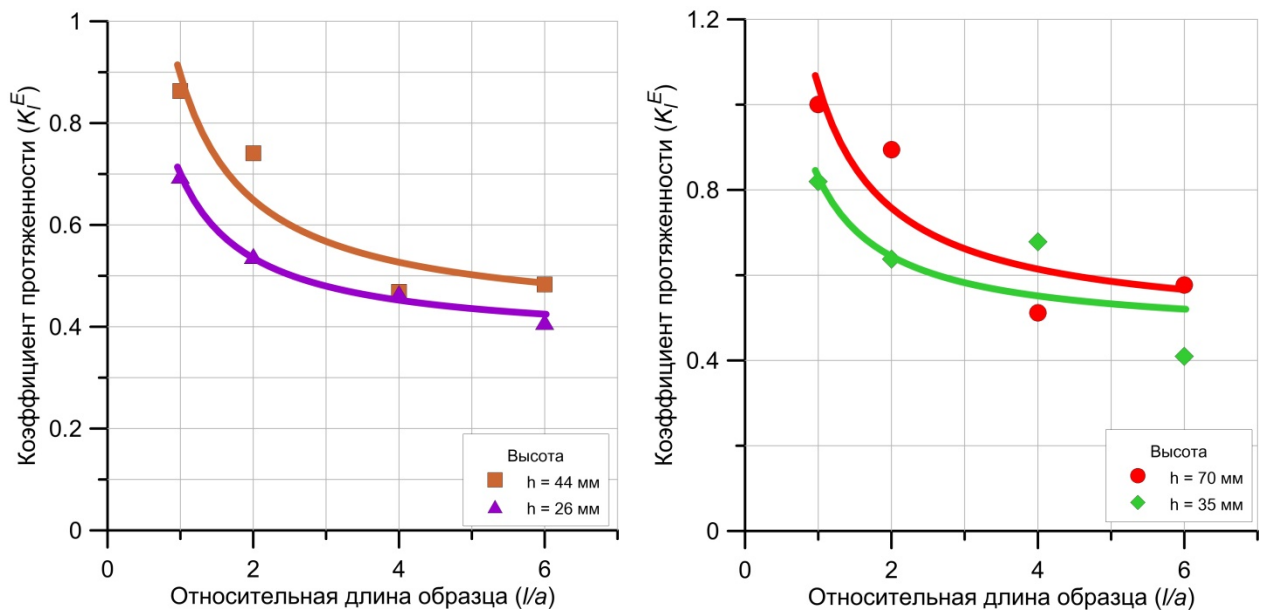 Коэффициент протяженности (K_l^E)
1
0.8
0.6
0.4
0.2
0
0
2
4
6
Относительная длина образца (l/a)
Высота
h = 44 мм
h = 26 мм
Коэффициент протяженности (K_l^E)
1.2
0.8
0.4
0
0
2
4
6
Относительная длина образца (l/a)
Высота
h = 70 мм
h = 35 мм